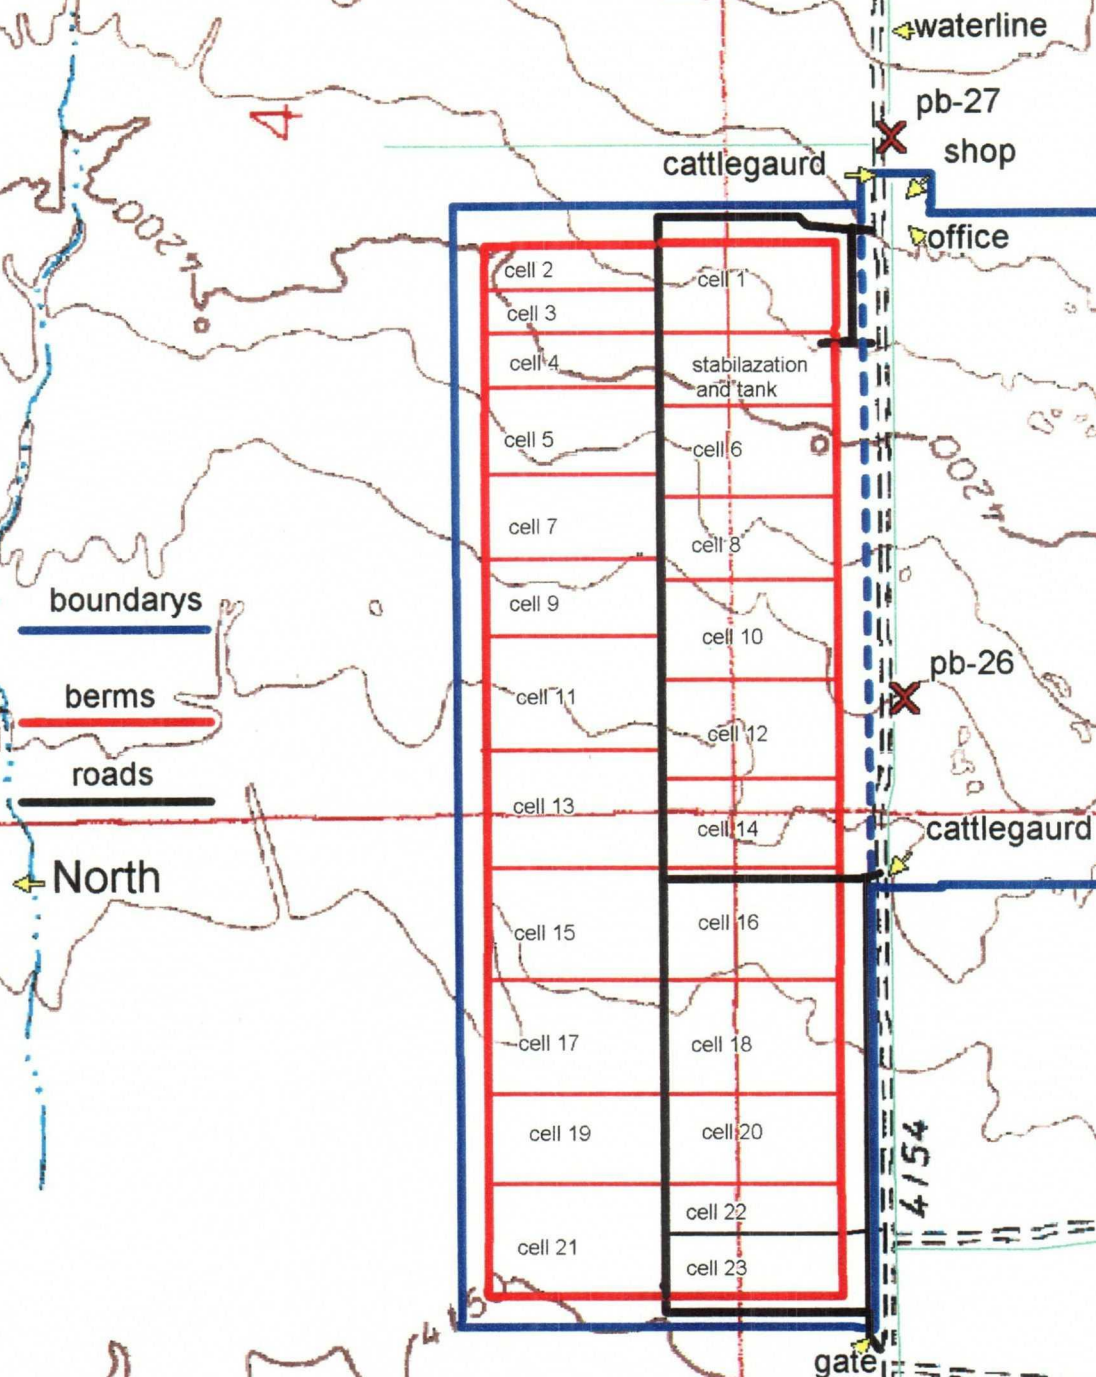 waterline
pb-27
4
shop
cattlegaurd
4200
office
cell 2
cell 1
cell 3
cell 4
stabilazation
and tank
cell 5
cell 6
4200
cell 7
cell 8
boundarys
cell 9
cell 10
pb-26
berms
cell 11
cell 12
roads
cell 13
cell 14
cattlegaurd
North
cell 15
cell 16
cell 17
cell 18
cell 19
cell 20
4154
cell 22
cell 21
cell 23
gate